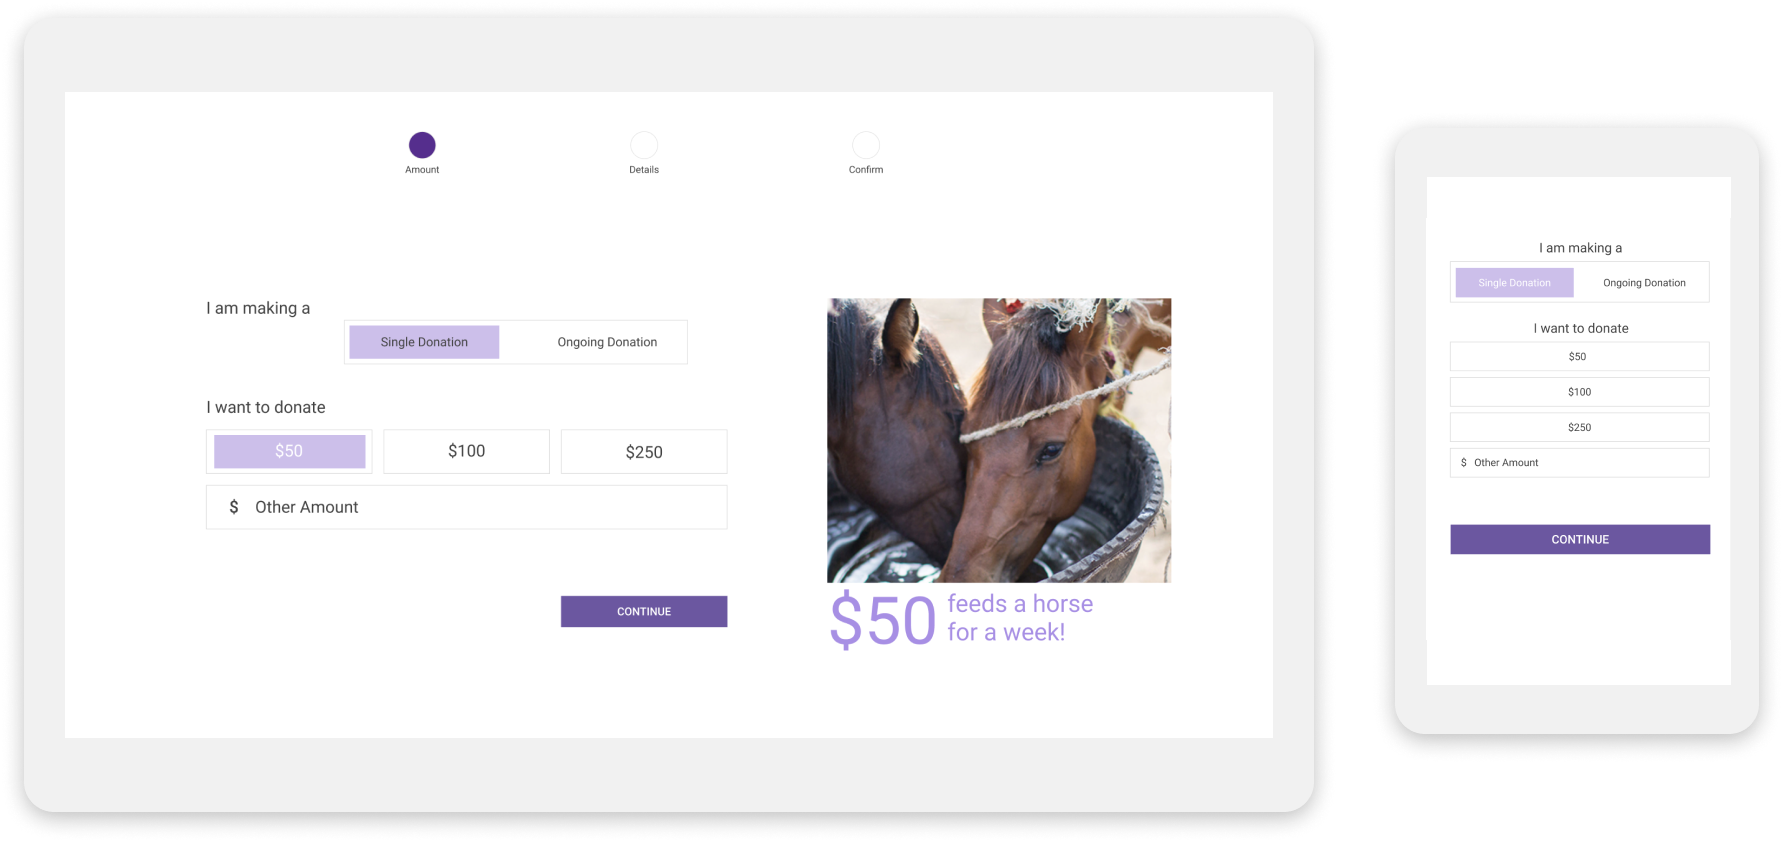 Amount
Details
Confirm
I am making a
Single Donation
Ongoing Donation
I want to donate
$50
$100
$250
$ Other Amount
CONTINUE
$50 feeds a horse
for a week!
I am making a
Single Donation
Ongoing Donation
I want to donate
$50
$100
$250
$ Other Amount
CONTINUE